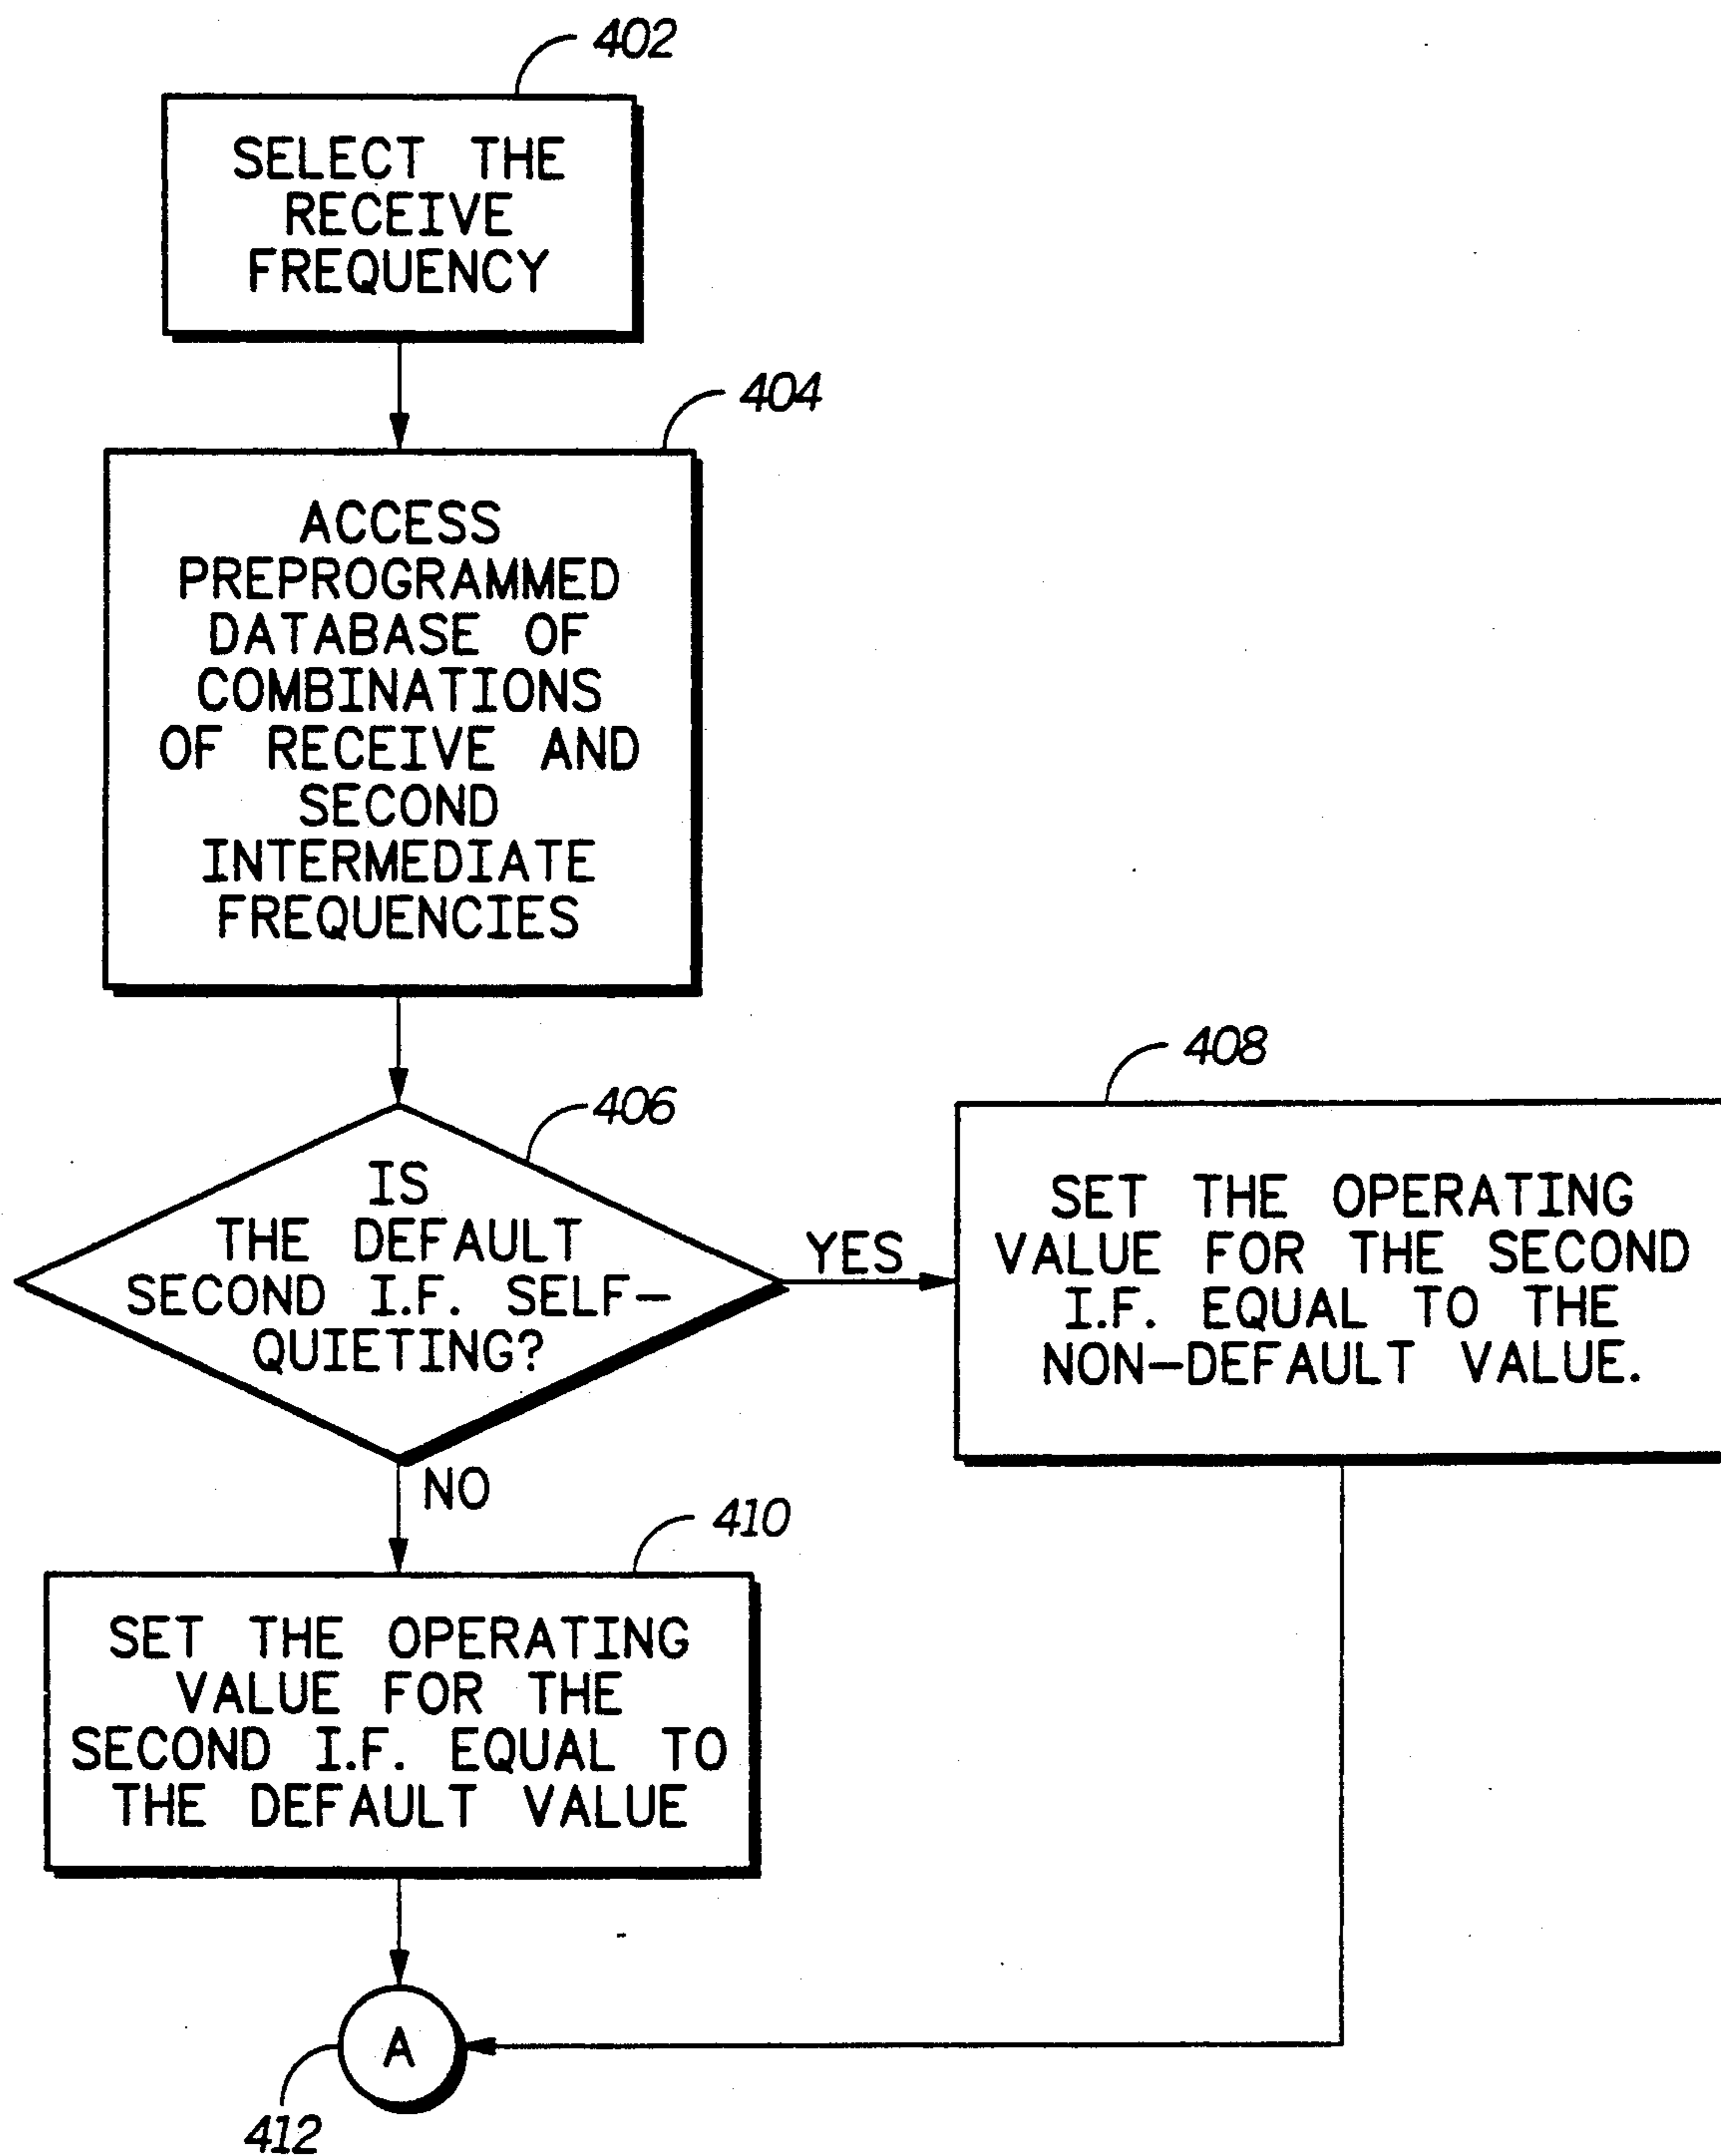 402
SELECT THE
RECEIVE
FREQUENCY
404
ACCESS
PREPROGRAMMED
DATABASE OF
COMBINATIONS
OF RECEIVE AND
SECOND
INTERMEDIATE
FREQUENCIES
406
IS
THE DEFAULT
SECOND I.F. SELF-
QUIETING?
YES
408
SET THE OPERATING
VALUE FOR THE SECOND
I.F. EQUAL TO THE
NON-DEFAULT VALUE.
NO
410
SET THE OPERATING
VALUE FOR THE
SECOND I.F. EQUAL TO
THE DEFAULT VALUE
A
412